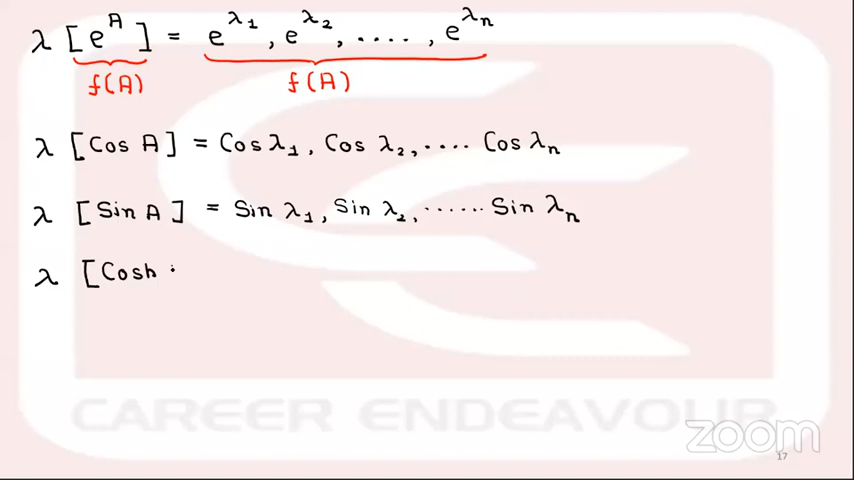 λ [e^A] = e^λ₁, e^λ₂, ...., e^λₙ
f(A) f(A)
λ [Cos A] = Cos λ₁, Cos λ₂, .... Cos λₙ
λ [Sin A] = Sin λ₁, Sin λ₂, ...... Sin λₙ
λ [Cosh
CAREER ENDEAVOUR
zoom
17